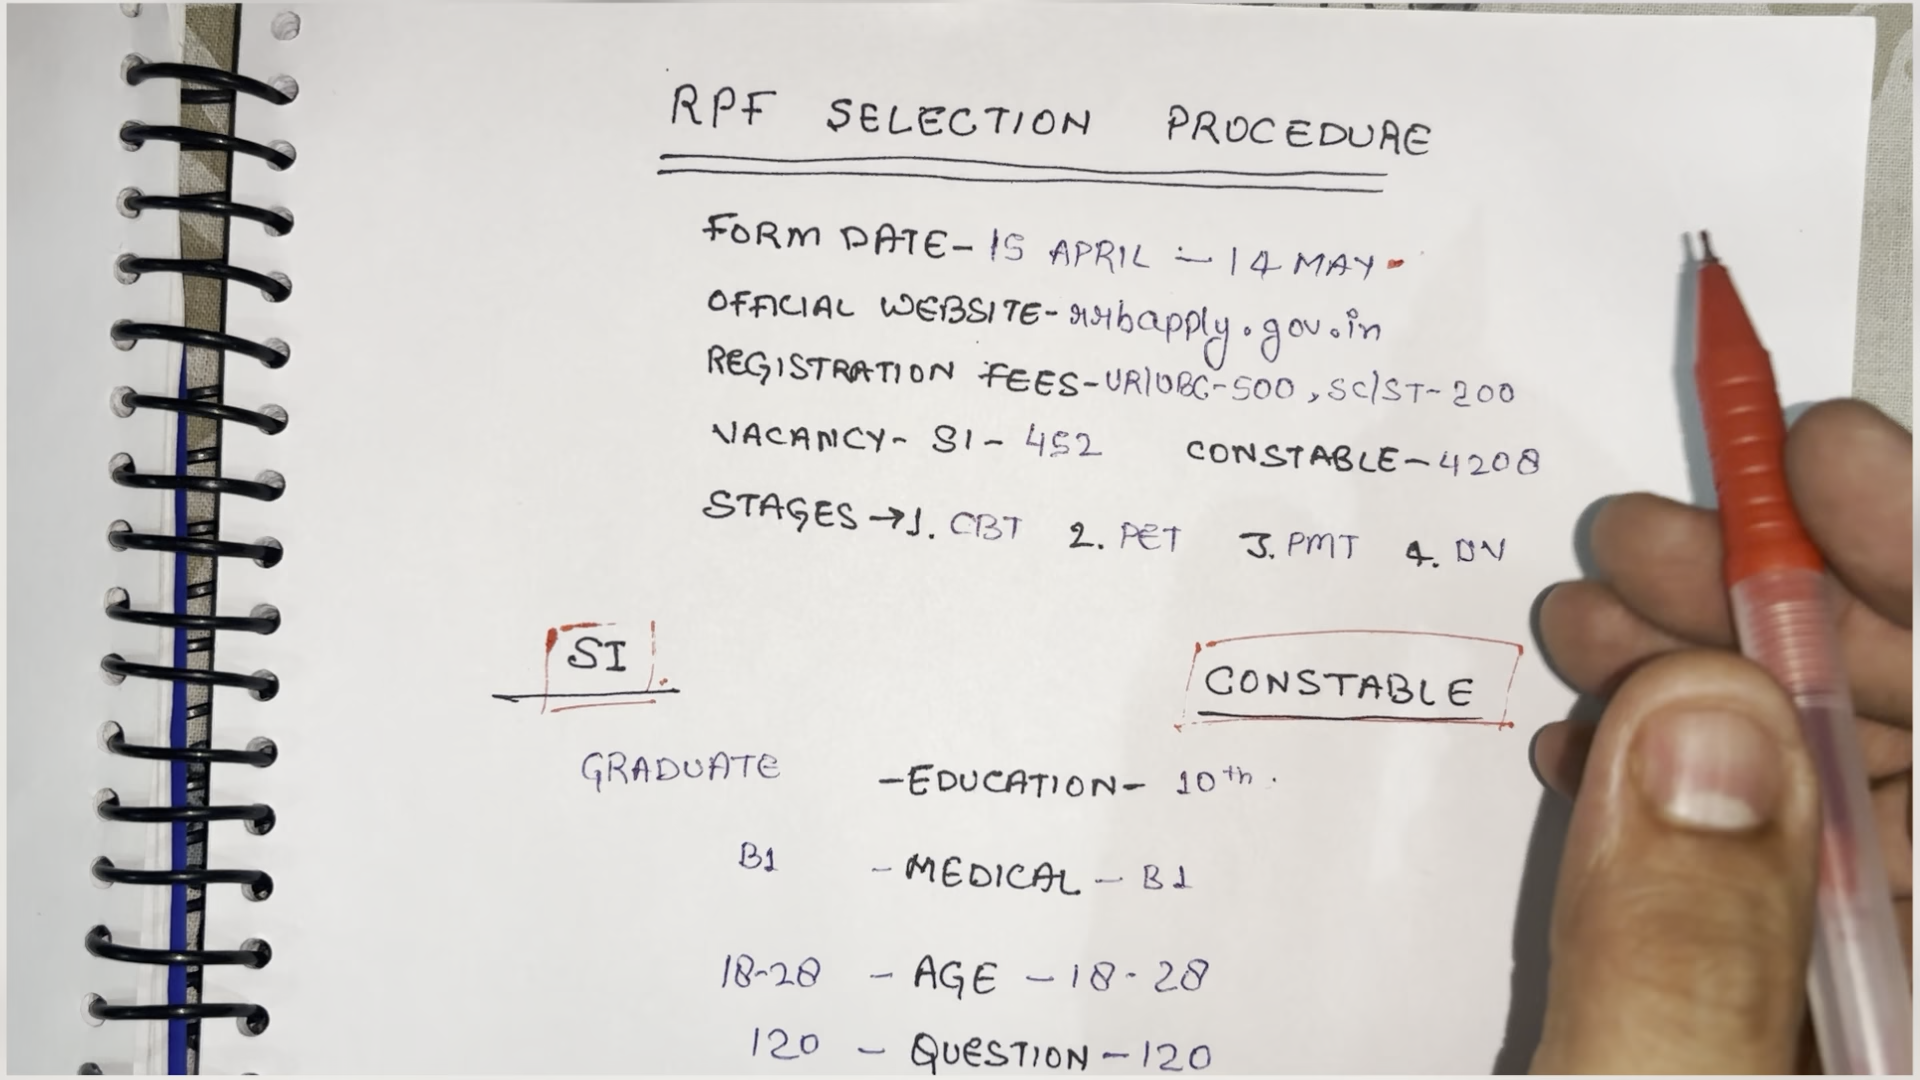 RPF SELECTION PROCEDURE
FORM DATE - 15 APRIL - 14 MAY
OFFICIAL WEBSITE - rrbapply.gov.in
REGISTRATION FEES - UR/OBC - 500, SC/ST - 200
VACANCY - SI - 452 CONSTABLE - 4208
STAGES → 1. CBT 2. PET 3. PMT 4. DV
SI CONSTABLE
GRADUATE - EDUCATION - 10th.
B1 - MEDICAL - B1
18-28 - AGE - 18-28
120 - QUESTION - 120